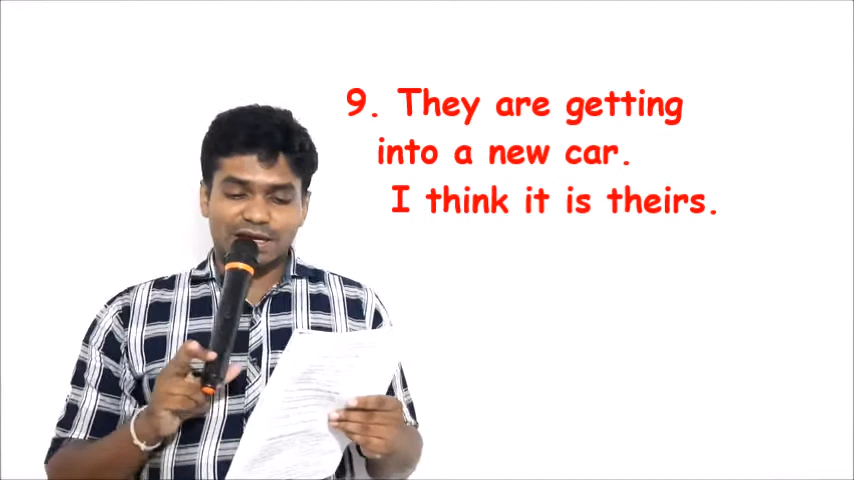 9. They are getting
into a new car.
I think it is theirs.